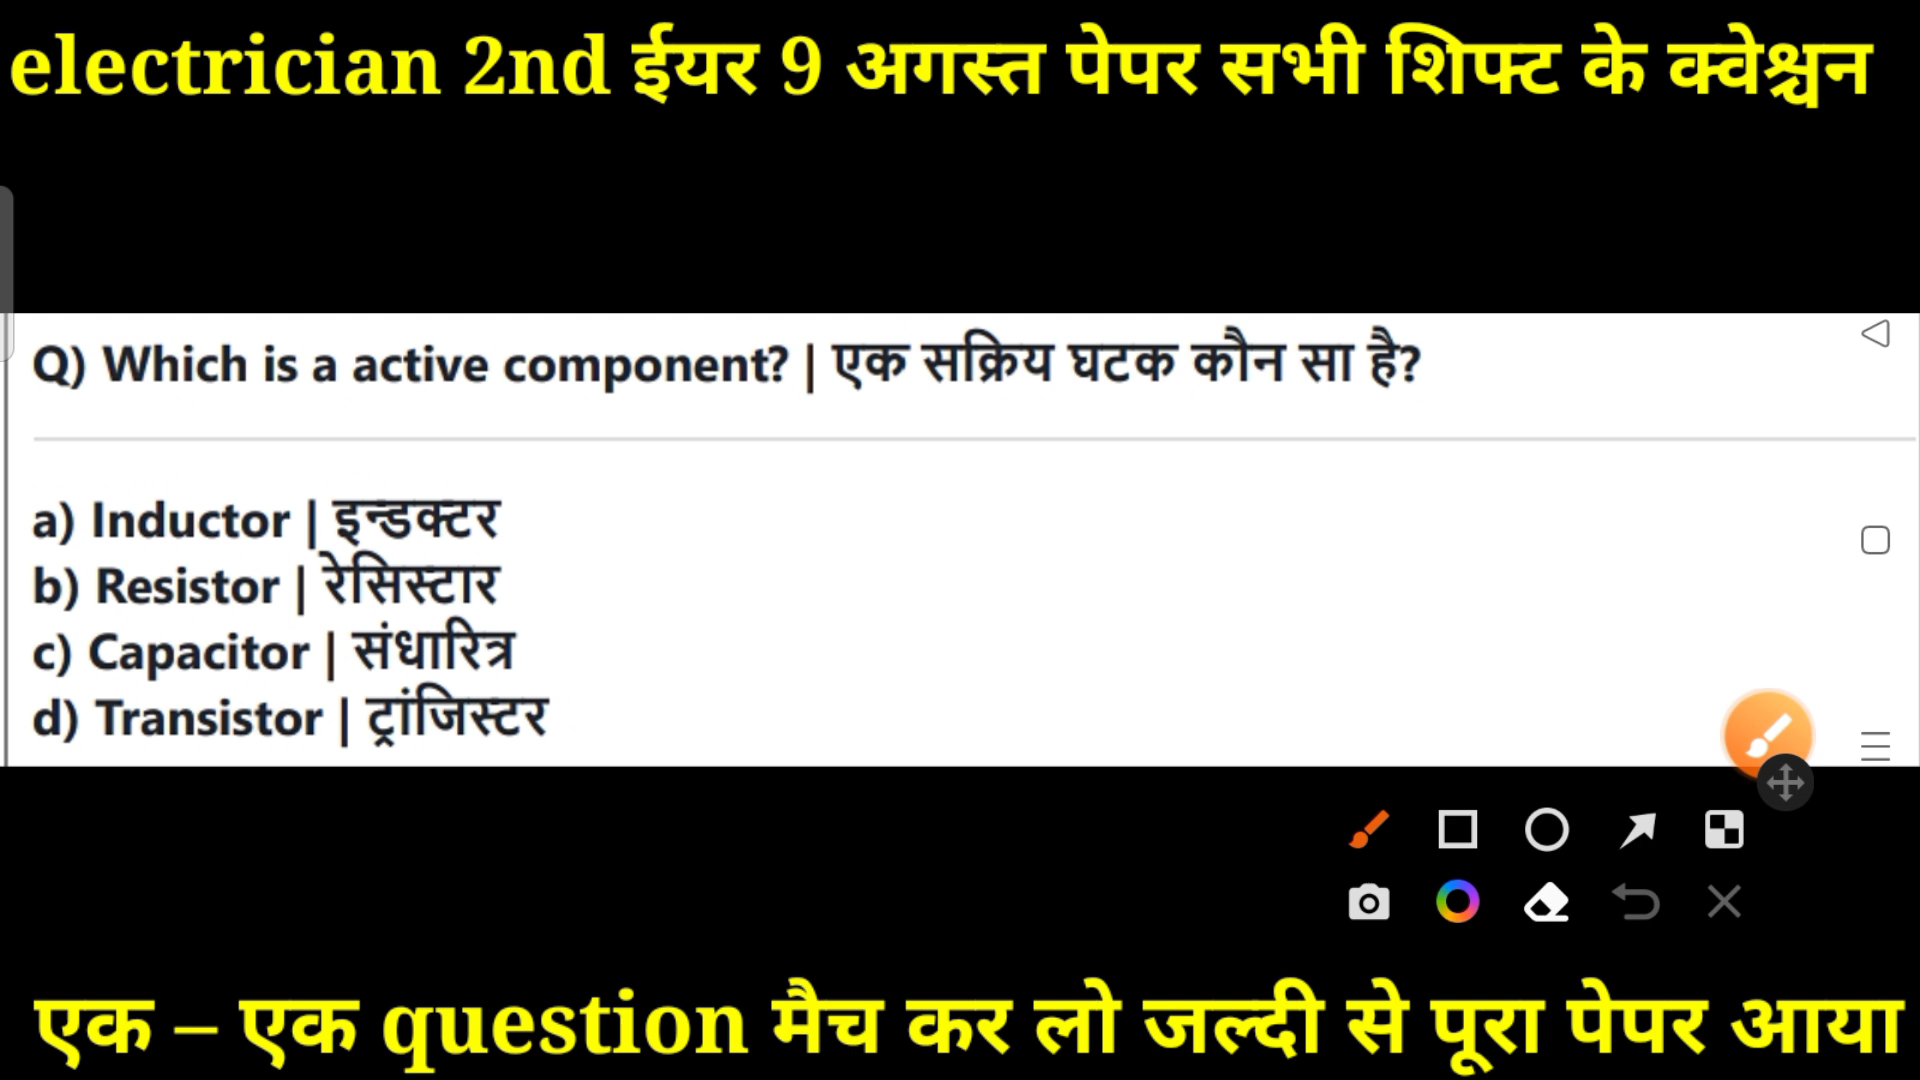 electrician 2nd ईयर 9 अगस्त पेपर सभी शिफ्ट के क्वेश्चन
Q) Which is a active component? | एक सक्रिय घटक कौन सा है?
a) Inductor | इन्डक्टर
b) Resistor | रेसिस्टार
c) Capacitor | संधारित्र
d) Transistor | ट्रांजिस्टर
एक – एक question मैच कर लो जल्दी से पूरा पेपर आया